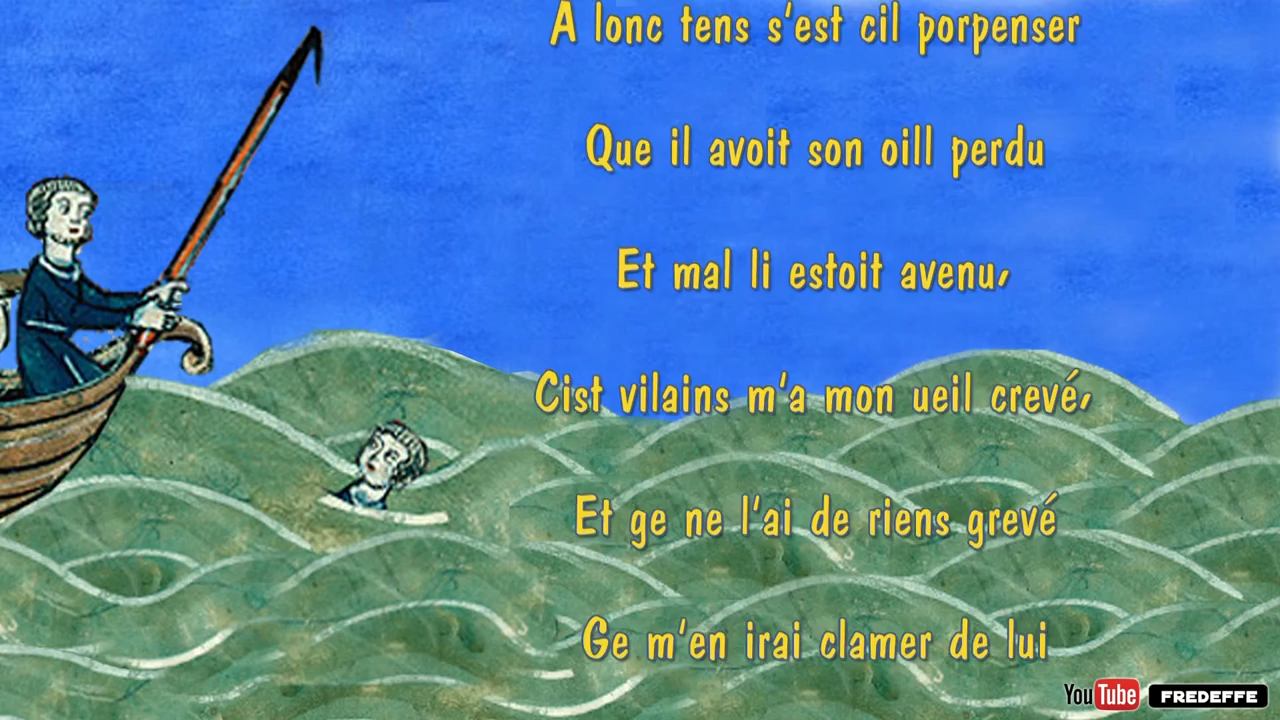 A lonc tens s'est cil porpenser
Que il avoit son oill perdu
Et mal li estoit avenu,
Cist vilains m'a mon ueil crevé,
Et ge ne l'ai de riens grevé
Ge m'en irai clamer de lui
YouTube FREDEFFE